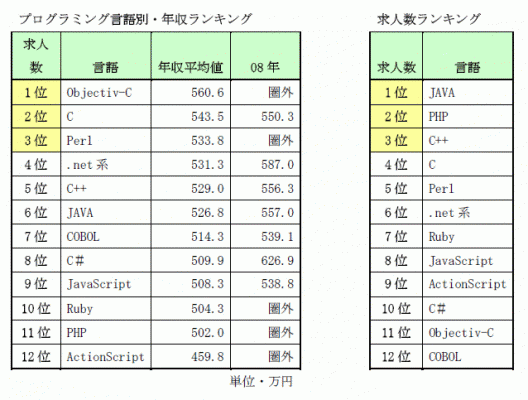 プログラミング言語別・年収ランキング
求人数 言語 年収平均値 08年
1位 Objectiv-C 560.6 圏外
2位 C 543.5 550.3
3位 Perl 533.8 圏外
4位 .net系 531.3 587.0
5位 C++ 529.0 556.3
6位 JAVA 526.8 557.0
7位 COBOL 514.3 539.1
8位 C# 509.9 626.9
9位 JavaScript 508.3 538.8
10位 Ruby 504.3 圏外
11位 PHP 502.0 圏外
12位 ActionScript 459.8 圏外
単位・万円
求人数ランキング
求人数 言語
1位 JAVA
2位 PHP
3位 C++
4位 C
5位 Perl
6位 .net系
7位 Ruby
8位 JavaScript
9位 ActionScript
10位 C#
11位 Objectiv-C
12位 COBOL